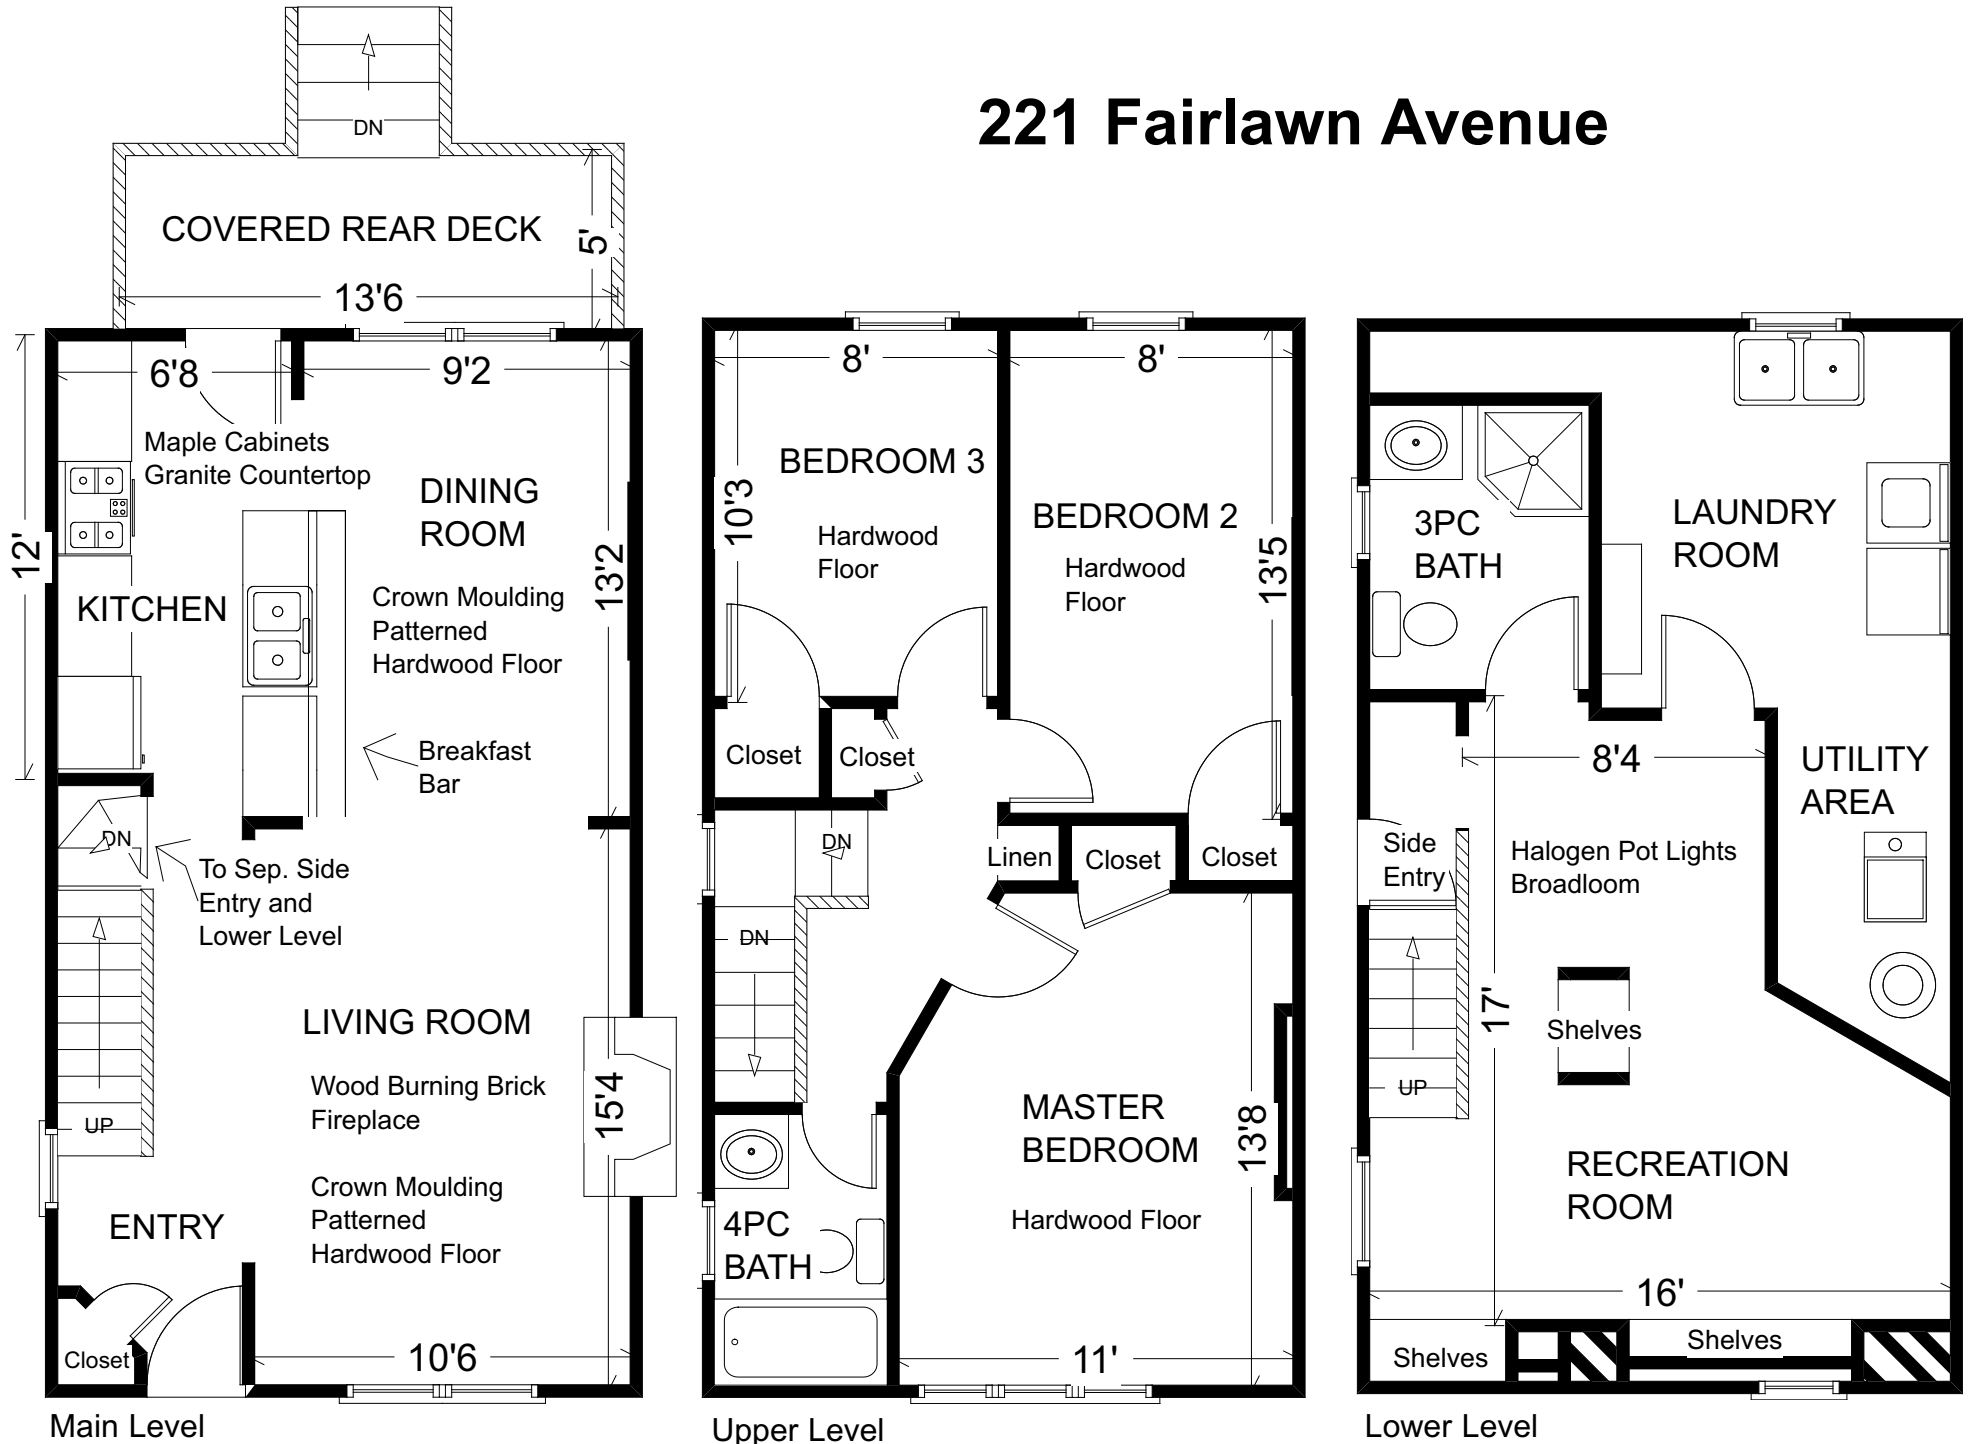 221 Fairlawn Avenue
DN
COVERED REAR DECK
5'
13'6
6'8
9'2
Maple Cabinets
Granite Countertop
DINING
ROOM
12'
13'2
KITCHEN
Crown Moulding
Patterned
Hardwood Floor
Breakfast
Bar
DN
To Sep. Side
Entry and
Lower Level
LIVING ROOM
Wood Burning Brick
Fireplace
15'4
UP
Crown Moulding
Patterned
Hardwood Floor
ENTRY
Closet
10'6
Main Level
8'
8'
BEDROOM 3
10'3
Hardwood
Floor
BEDROOM 2
Hardwood
Floor
13'5
Closet
Closet
DN
Linen
Closet
Closet
DN
MASTER
BEDROOM
13'8
Hardwood Floor
4PC
BATH
11'
Upper Level
3PC
BATH
LAUNDRY
ROOM
8'4
UTILITY
AREA
Side
Entry
Halogen Pot Lights
Broadloom
17'
Shelves
UP
RECREATION
ROOM
16'
Shelves
Shelves
Lower Level